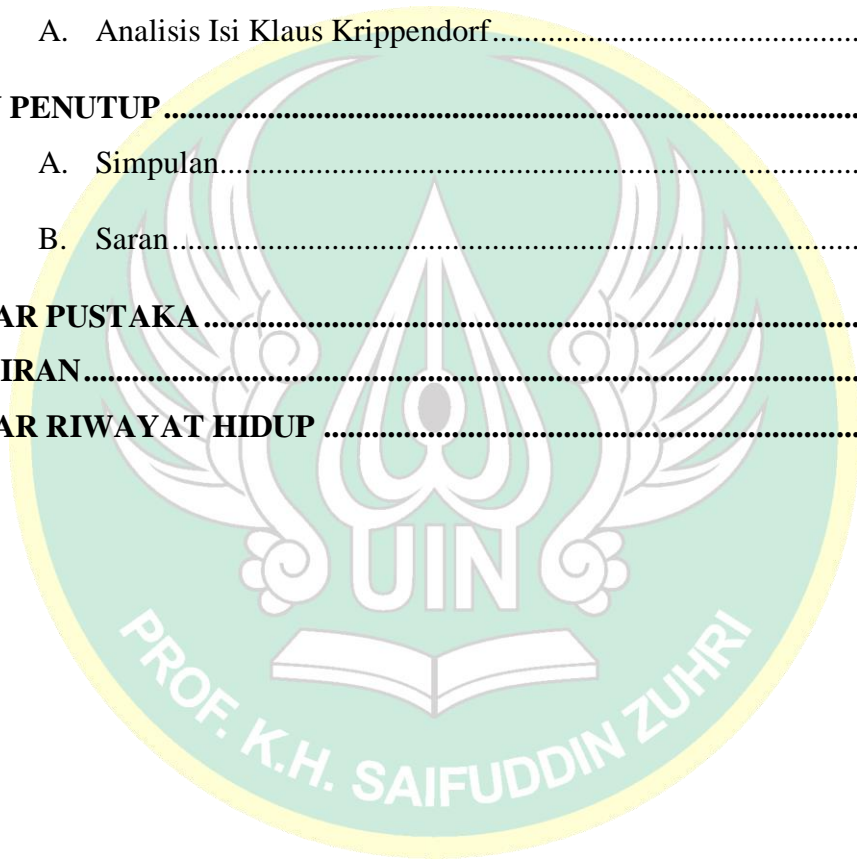 A. Analisis Isi Klaus Krippendorf........................................
PENUTUP........................................
A. Simpulan........................................
B. Saran........................................
AR PUSTAKA........................................
IRAN........................................
AR RIWAYAT HIDUP........................................
UIN
PROF. K.H. SAIFUDDIN ZUHRI